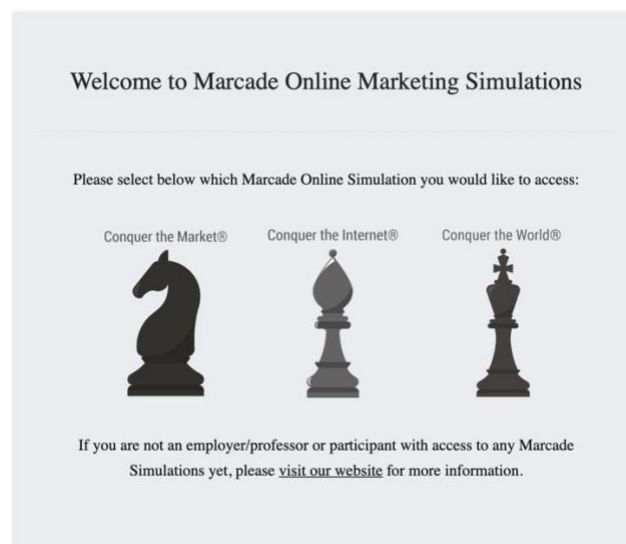 Welcome to Marcade Online Marketing Simulations
Please select below which Marcade Online Simulation you would like to access:
Conquer the Market® Conquer the Internet® Conquer the World®
If you are not an employer/professor or participant with access to any Marcade
Simulations yet, please visit our website for more information.